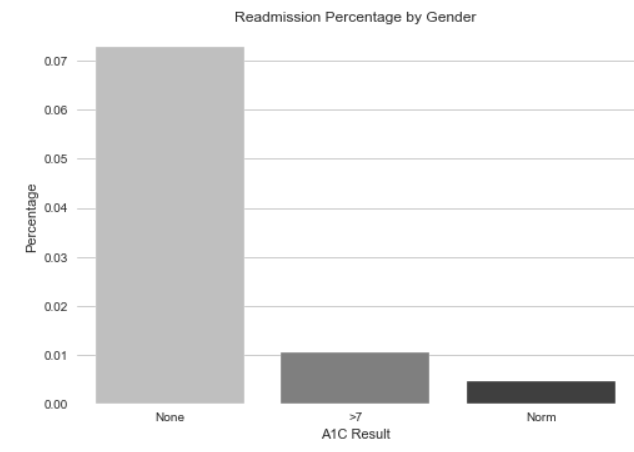 Readmission Percentage by Gender
Percentage
0.07
0.06
0.05
0.04
0.03
0.02
0.01
0.00
None
>7
Norm
A1C Result